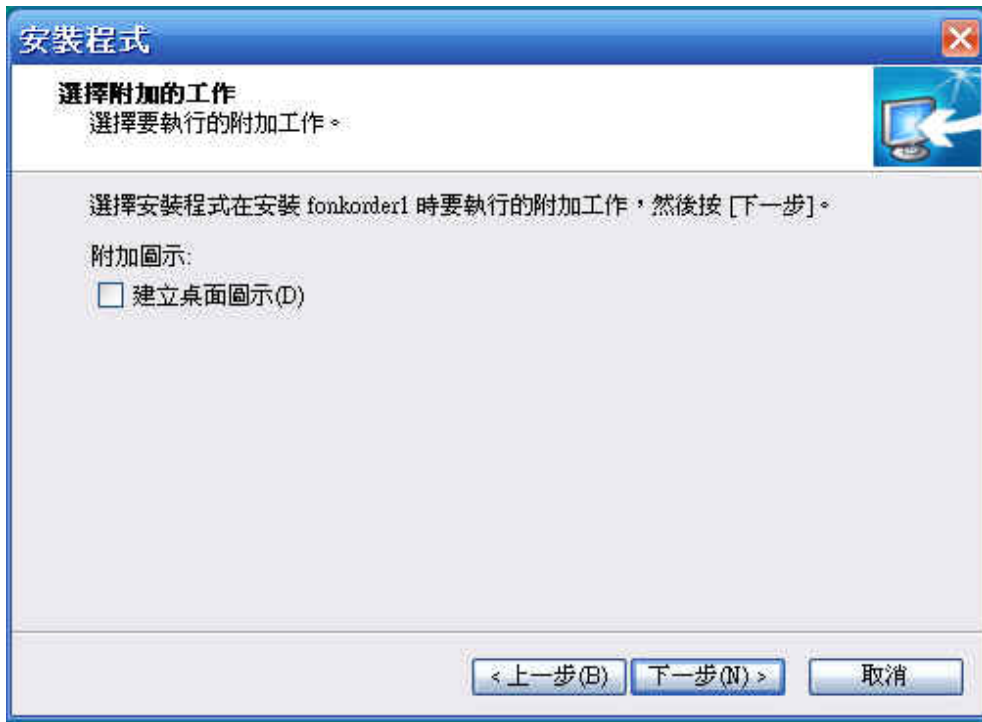 安裝程式
選擇附加的工作
選擇要執行的附加工作。
選擇安裝程式在安裝 fonkorder1 時要執行的附加工作，然後按 [下一步]。
附加圖示:
建立桌面圖示(D)
<上一步(B) 下一步(N) > 取消